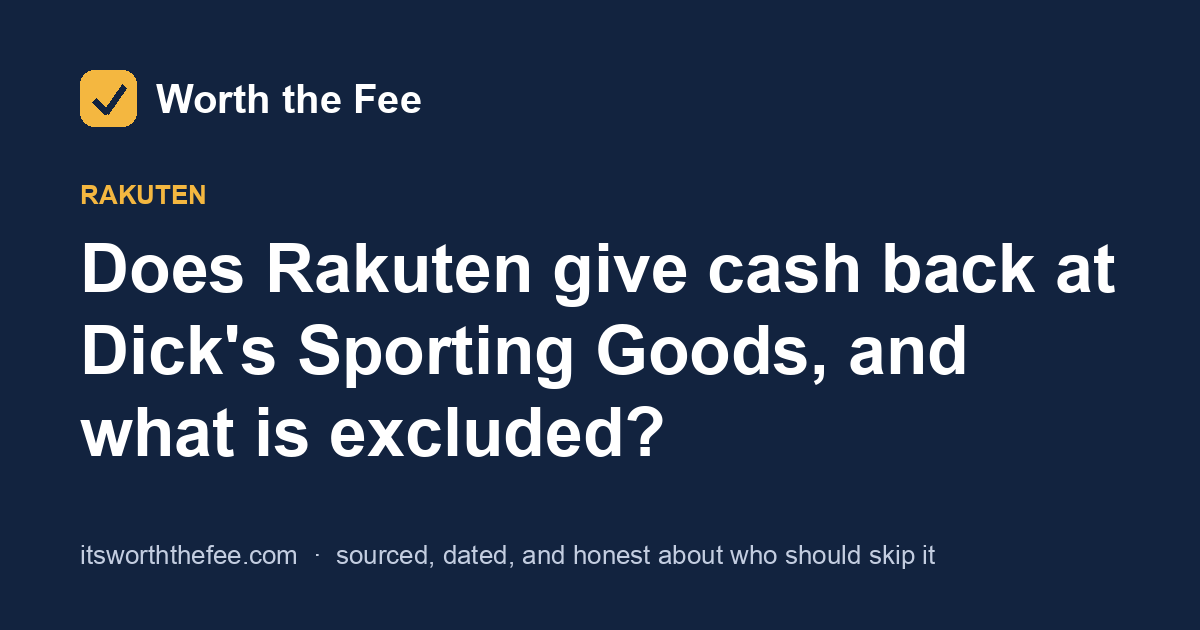 Worth the Fee
RAKUTEN
Does Rakuten give cash back at
Dick's Sporting Goods, and
what is excluded?
itsworththefee.com · sourced, dated, and honest about who should skip it